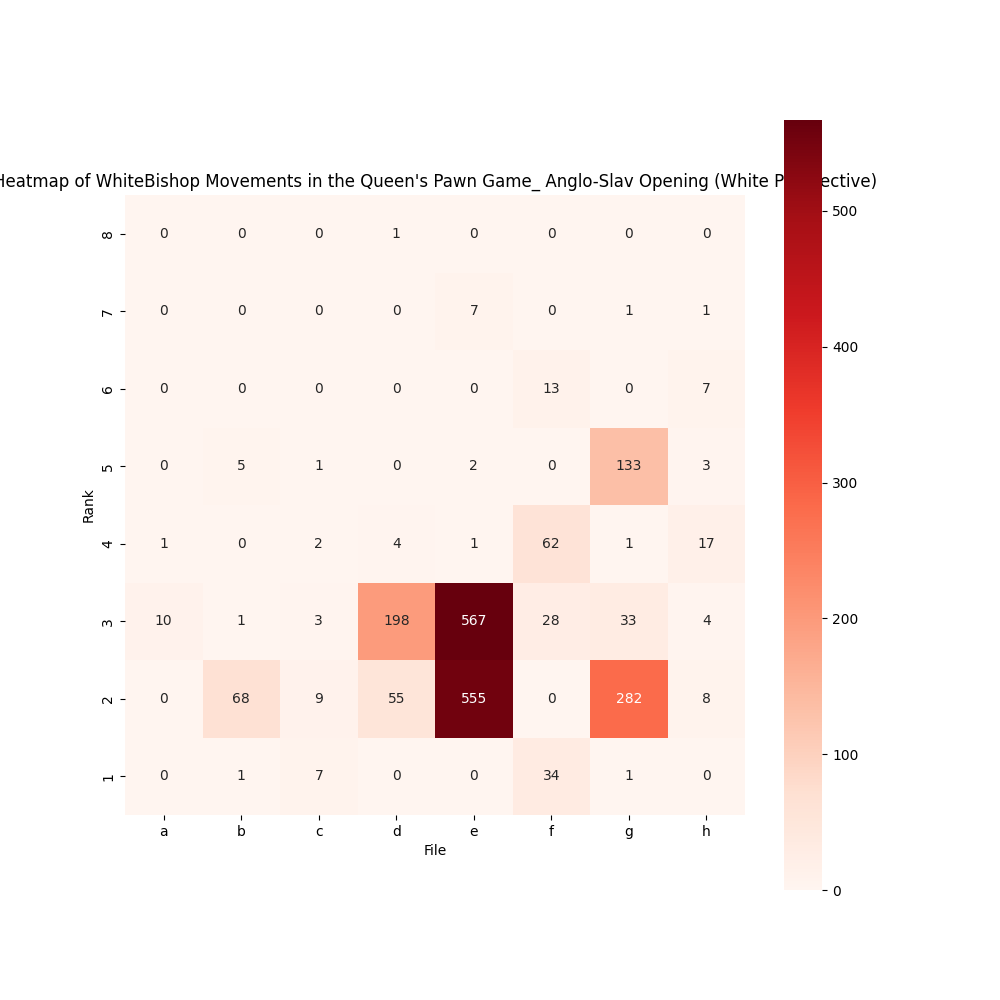 Heatmap of WhiteBishop Movements in the Queen's Pawn Game_ Anglo-Slav Opening (White
Rank
8 0 0 0 1 0 0 0 0
7 0 0 0 0 7 0 1 1
6 0 0 0 0 0 13 0 7
5 0 5 1 0 2 0 133 3
4 1 0 2 4 1 62 1 17
3 10 1 3 198 567 28 33 4
2 0 68 9 55 555 0 282 8
1 0 1 7 0 0 34 1 0
a b c d e f g h
File
500
400
300
200
100
0